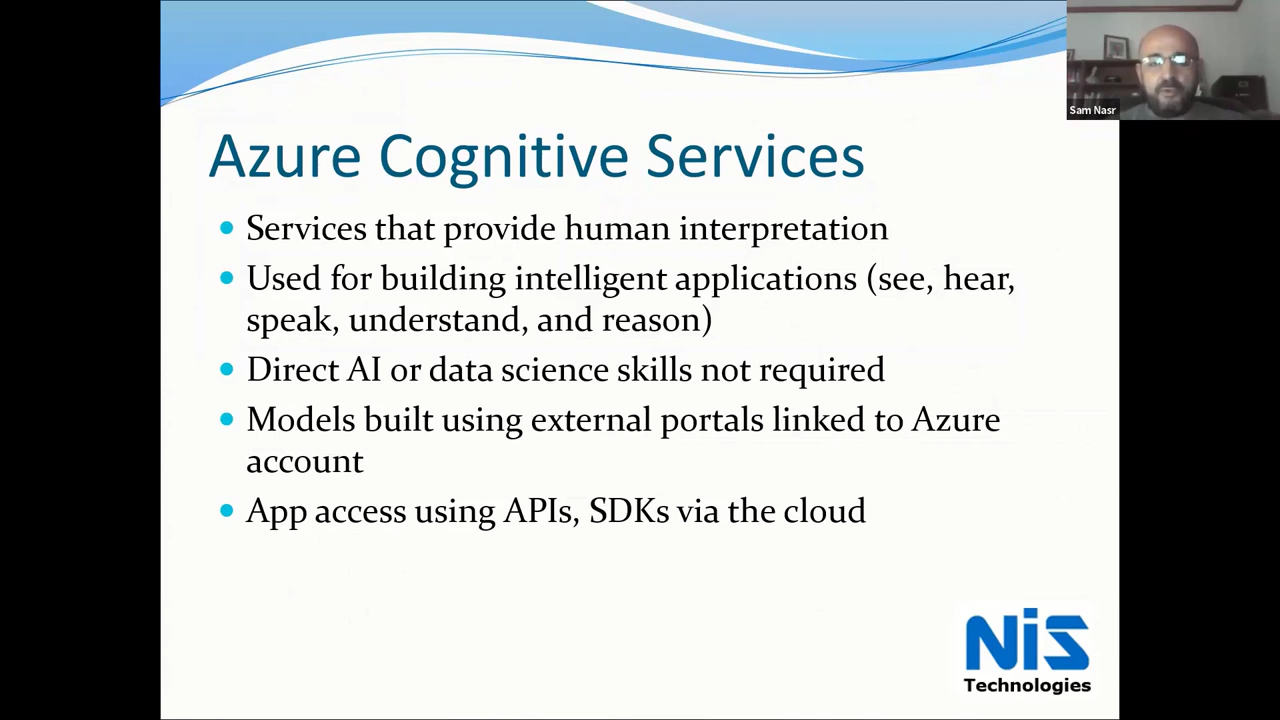 Sam Nasr
Azure Cognitive Services
• Services that provide human interpretation
• Used for building intelligent applications (see, hear,
speak, understand, and reason)
• Direct AI or data science skills not required
• Models built using external portals linked to Azure
account
• App access using APIs, SDKs via the cloud
NiS
Technologies